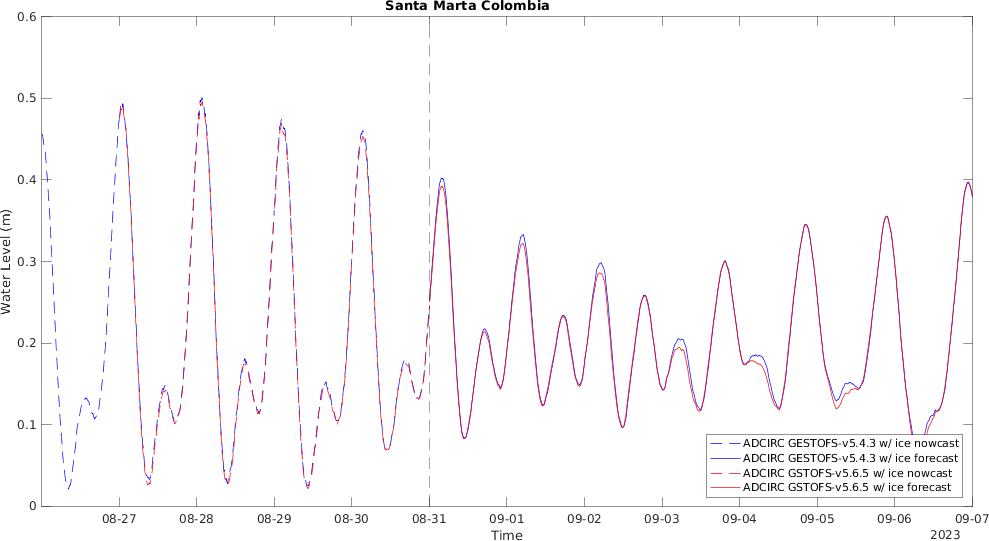 Santa Marta Colombia
0.6
0.5
0.4
0.3
0.2
0.1
0
Water Level (m)
08-27 08-28 08-29 08-30 08-31 09-01 09-02 09-03 09-04 09-05 09-06 09-07
Time
2023
ADCIRC GESTOFS-v5.4.3 w/ ice nowcast
ADCIRC GESTOFS-v5.4.3 w/ ice forecast
ADCIRC GSTOFS-v5.6.5 w/ ice nowcast
ADCIRC GSTOFS-v5.6.5 w/ ice forecast